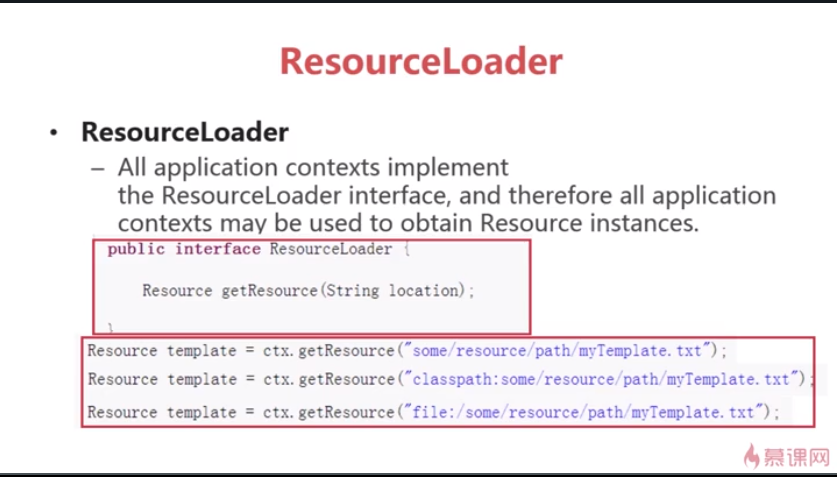 ResourceLoader
• ResourceLoader
– All application contexts implement
the ResourceLoader interface, and therefore all application
contexts may be used to obtain Resource instances.
public interface ResourceLoader {
Resource getResource(String location);
}
Resource template = ctx.getResource("some/resource/path/myTemplate.txt");
Resource template = ctx.getResource("classpath:some/resource/path/myTemplate.txt");
Resource template = ctx.getResource("file:/some/resource/path/myTemplate.txt");
慕课网